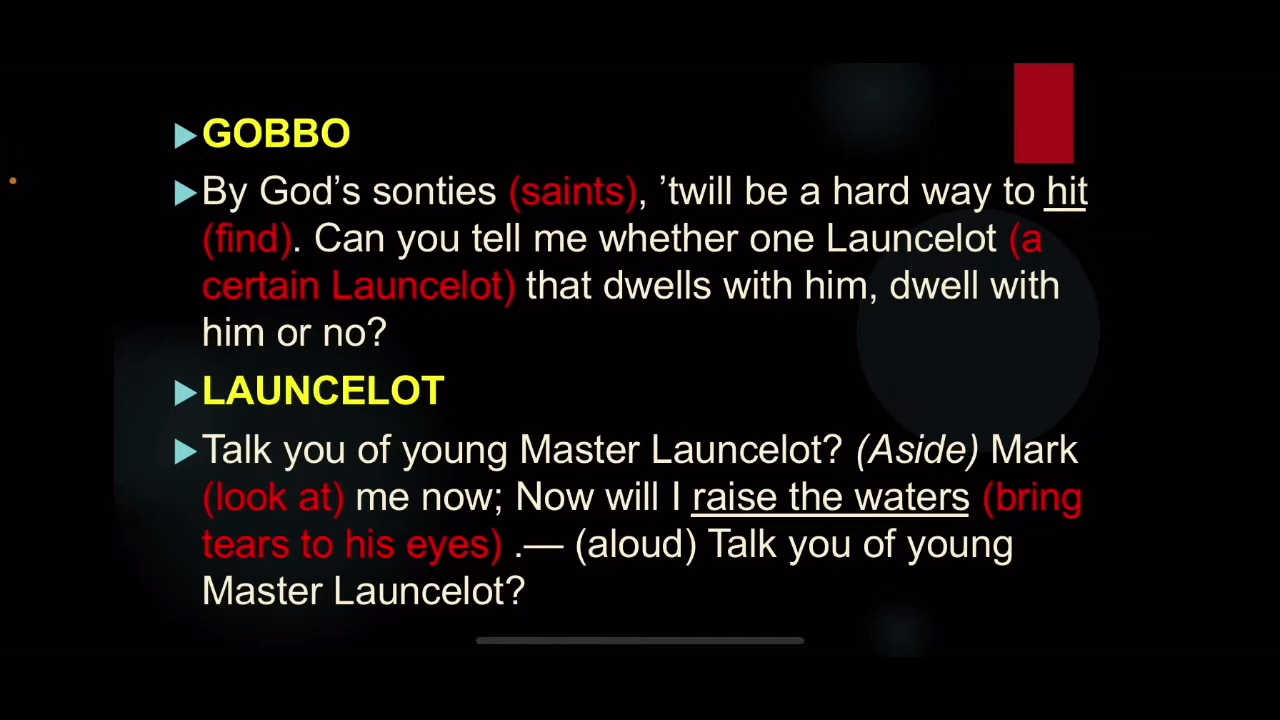 GOBBO
By God’s sonties (saints), ’twill be a hard way to hit
(find). Can you tell me whether one Launcelot (a
certain Launcelot) that dwells with him, dwell with
him or no?
LAUNCELOT
Talk you of young Master Launcelot? (Aside) Mark
(look at) me now; Now will I raise the waters (bring
tears to his eyes) .— (aloud) Talk you of young
Master Launcelot?